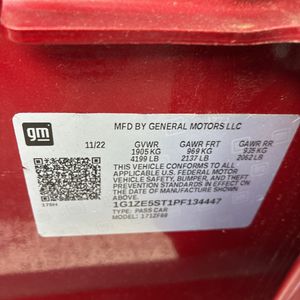 gm
MFD BY GENERAL MOTORS LLC
11/22 GVWR GAWR FRT GAWR RR
1905 KG 969 KG 935 KG
4199 LB 2137 LB 2062 LB
THIS VEHICLE CONFORMS TO ALL
APPLICABLE U.S. FEDERAL MOTOR
VEHICLE SAFETY, BUMPER, AND THEFT
PREVENTION STANDARDS IN EFFECT ON
THE DATE OF MANUFACTURE SHOWN
ABOVE.
1G1ZE5ST1PF134447
TYPE: PASS CAR